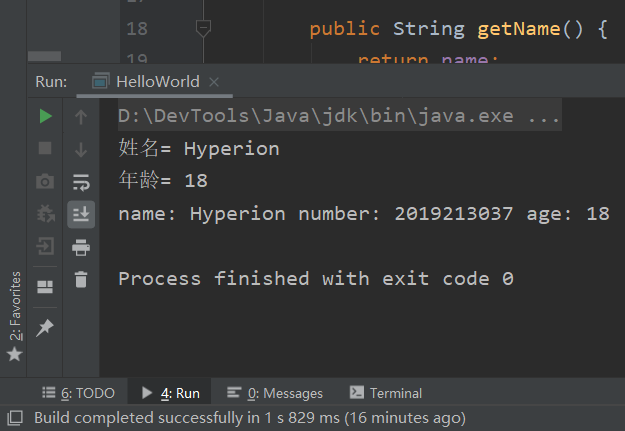 18 public String getName() {
return name;
Run: HelloWorld ×
D:\DevTools\Java\jdk\bin\java.exe ...
姓名= Hyperion
年龄= 18
name: Hyperion number: 2019213037 age: 18
Process finished with exit code 0
2: Favorites
6: TODO 4: Run 0: Messages Terminal
Build completed successfully in 1 s 829 ms (16 minutes ago)